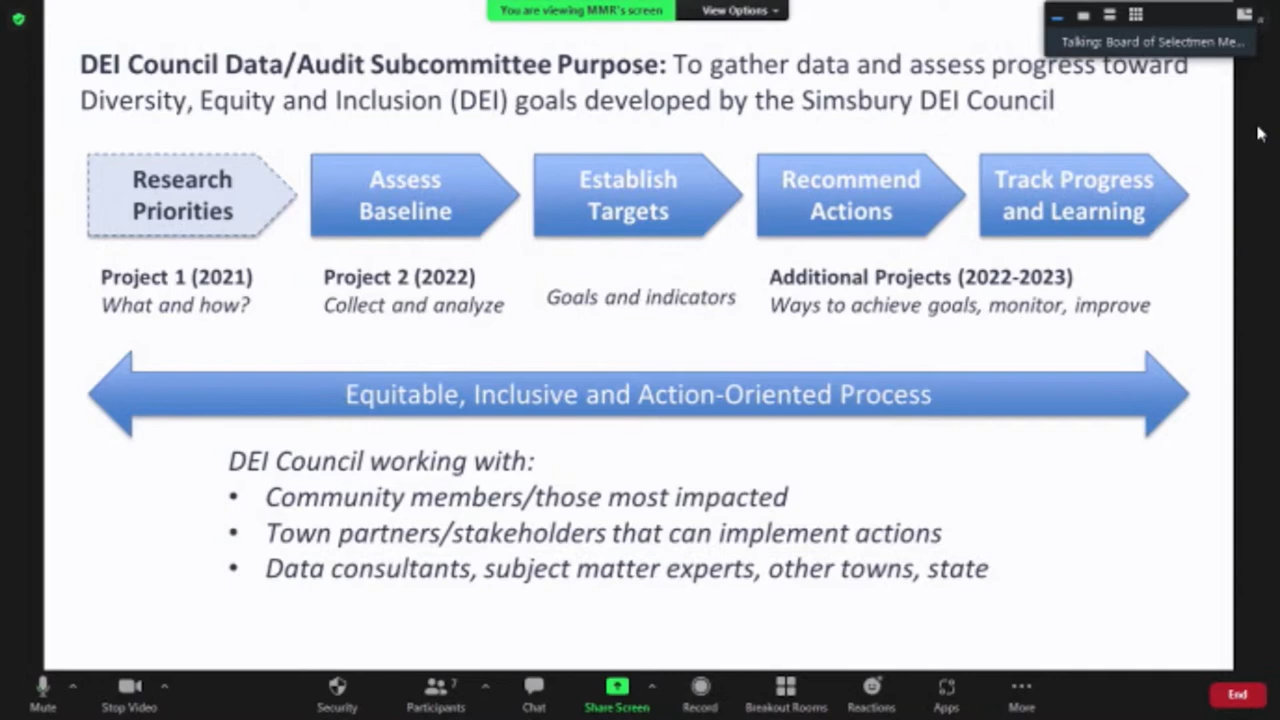 You are viewing MMR's screen
View Options
Talking: Board of Selectmen Me...
DEI Council Data/Audit Subcommittee Purpose: To gather data and assess progress toward
Diversity, Equity and Inclusion (DEI) goals developed by the Simsbury DEI Council
Research
Priorities
Assess
Baseline
Establish
Targets
Recommend
Actions
Track Progress
and Learning
Project 1 (2021)
What and how?
Project 2 (2022)
Collect and analyze
Goals and indicators
Additional Projects (2022-2023)
Ways to achieve goals, monitor, improve
Equitable, Inclusive and Action-Oriented Process
DEI Council working with:
• Community members/those most impacted
• Town partners/stakeholders that can implement actions
• Data consultants, subject matter experts, other towns, state
Mute
Stop Video
Security
Participants
7
Chat
Share Screen
Record
Breakout Rooms
Reactions
Apps
More
End